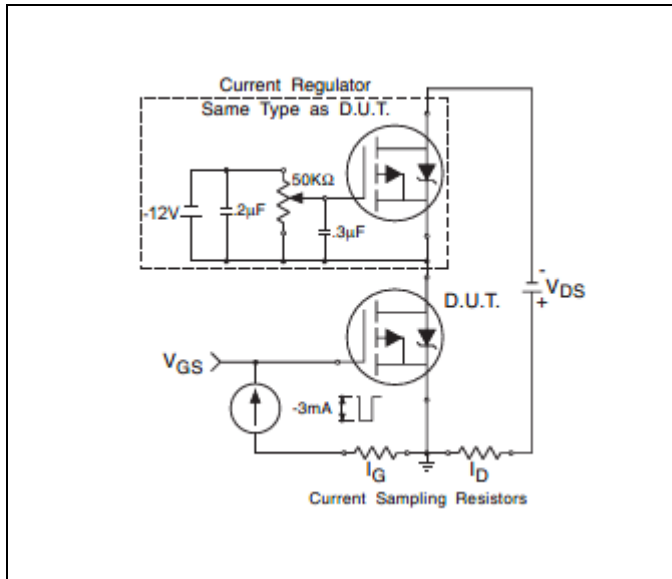 Current Regulator
Same Type as D.U.T.
50KΩ
-12V
.2μF
.3μF
D.U.T.
-
+
VDS
VGS
-3mA
IG
ID
Current Sampling Resistors